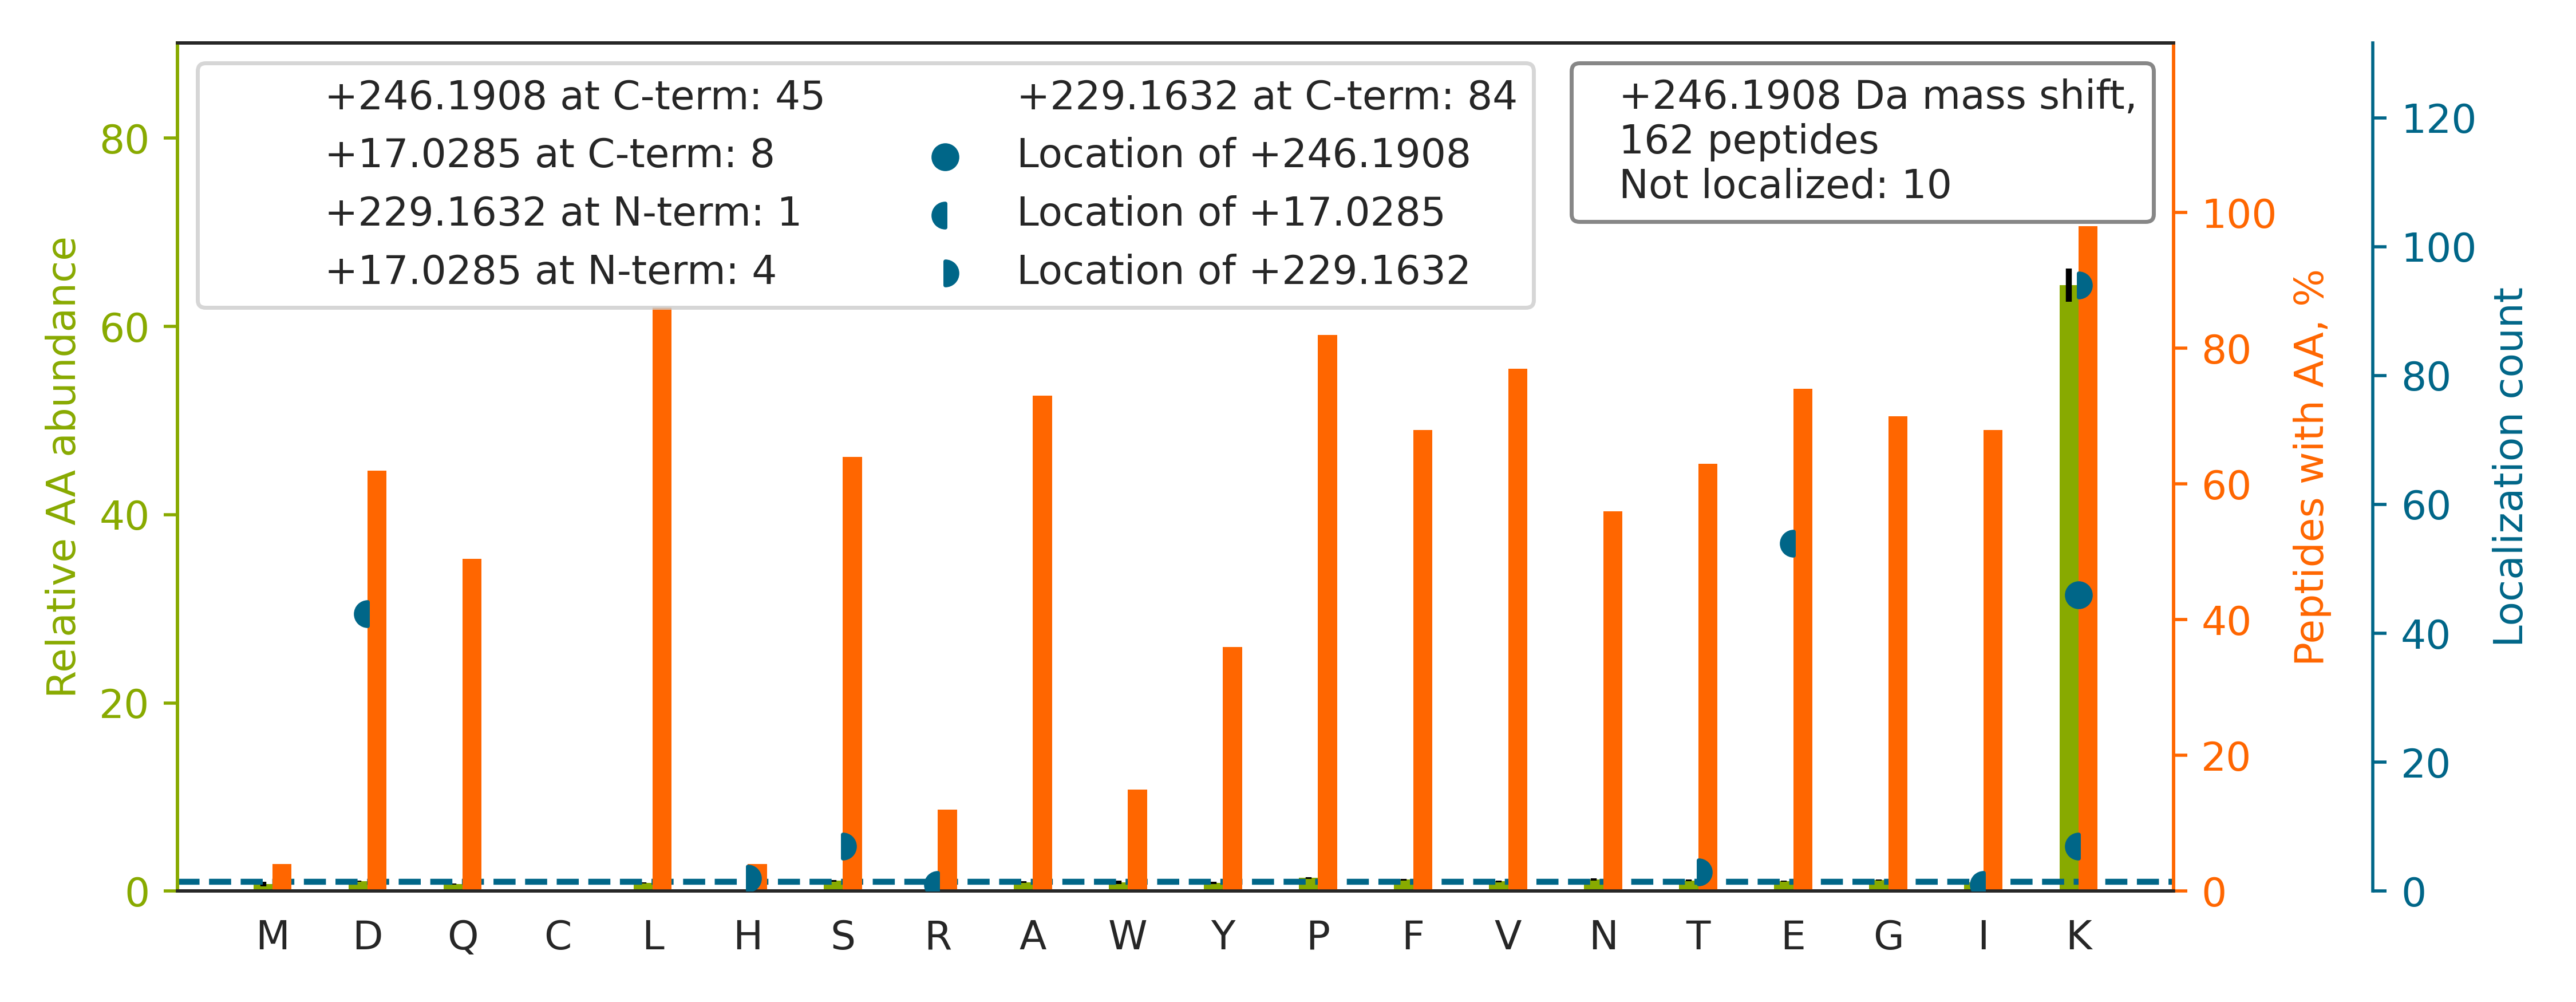 +246.1908 at C-term: 45
+17.0285 at C-term: 8
+229.1632 at N-term: 1
+17.0285 at N-term: 4
+229.1632 at C-term: 84
Location of +246.1908
Location of +17.0285
Location of +229.1632
+246.1908 Da mass shift,
162 peptides
Not localized: 10
Relative AA abundance
80
60
40
20
0
M D Q C L H S R A W Y P F V N T E G I K
100
80
60
40
20
0
Peptides with AA, %
120
100
80
60
40
20
0
Localization count